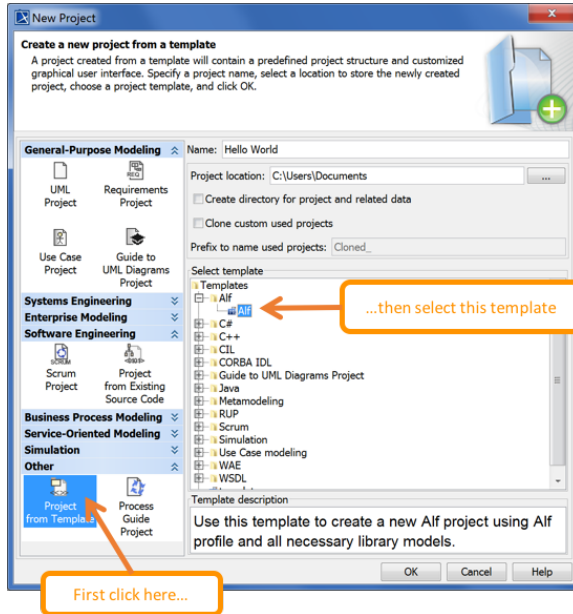 New Project
Create a new project from a template
A project created from a template will contain a predefined project structure and customized
graphical user interface. Specify a project name, select a location to store the newly created
project, choose a project template, and click OK.
General-Purpose Modeling
UML
Project
REQ
Requirements
Project
Use Case
Project
Guide to
UML Diagrams
Project
Systems Engineering
Enterprise Modeling
Software Engineering
SCRUM
Scrum
Project
Project
from Existing
Source Code
Business Process Modeling
Service-Oriented Modeling
Simulation
Other
Project
from Template
Process
Guide
Project
Name: Hello World
Project location: C:\Users\Documents
...
Create directory for project and related data
Clone custom used projects
Prefix to name used projects: Cloned_
Select template
Templates
Alf
Alf
C#
C++
CIL
CORBA IDL
Guide to UML Diagrams Project
Java
Metamodeling
RUP
Scrum
Simulation
Use Case modeling
WAE
WSDL
...then select this template
Template description
Use this template to create a new Alf project using Alf
profile and all necessary library models.
OK
Cancel
Help
First click here...